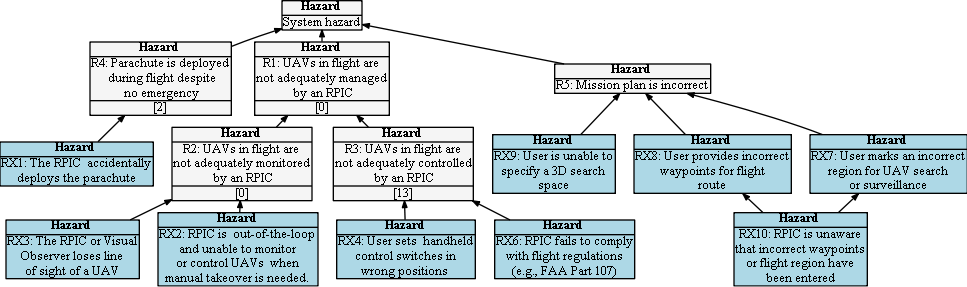 Hazard
System hazard
Hazard
R4: Parachute is deployed
during flight despite
no emergency
[2]
Hazard
R1: UAVs in flight are
not adequately managed
by an RPIC
[0]
Hazard
R5: Mission plan is incorrect
Hazard
RX1: The RPIC accidentally
deploys the parachute
Hazard
R2: UAVs in flight are
not adequately monitored
by an RPIC
[0]
Hazard
R3: UAVs in flight are
not adequately controlled
by an RPIC
[13]
Hazard
RX9: User is unable to
specify a 3D search
space
Hazard
RX8: User provides incorrect
waypoints for flight
route
Hazard
RX7: User marks an incorrect
region for UAV search
or surveillance
Hazard
RX3: The RPIC or Visual
Observer loses line
of sight of a UAV
Hazard
RX2: RPIC is out-of-the-loop
and unable to monitor
or control UAVs when
manual takeover is needed.
Hazard
RX4: User sets handheld
control switches in
wrong positions
Hazard
RX6: RPIC fails to comply
with flight regulations
(e.g., FAA Part 107)
Hazard
RX10: RPIC is unaware
that incorrect waypoints
or flight region have
been entered